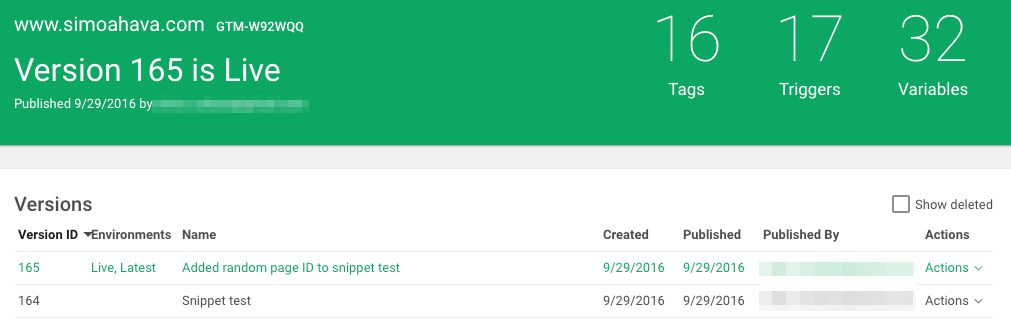 www.simoahava.com GTM-W92WQQ
Version 165 is Live
Published 9/29/2016 by
16 17 32
Tags Triggers Variables
Versions Show deleted
Version ID Environments Name Created Published Published By Actions
165 Live, Latest Added random page ID to snippet test 9/29/2016 9/29/2016 Actions
164 Snippet test 9/29/2016 9/29/2016 Actions